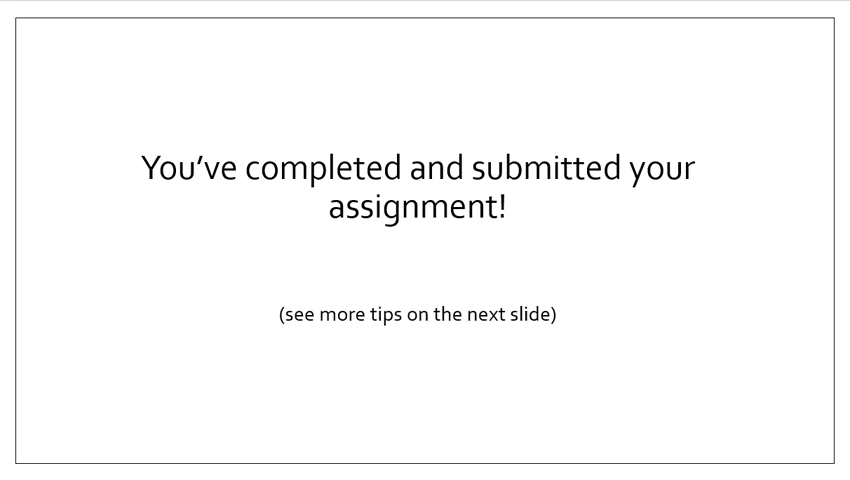 You’ve completed and submitted your
assignment!
(see more tips on the next slide)